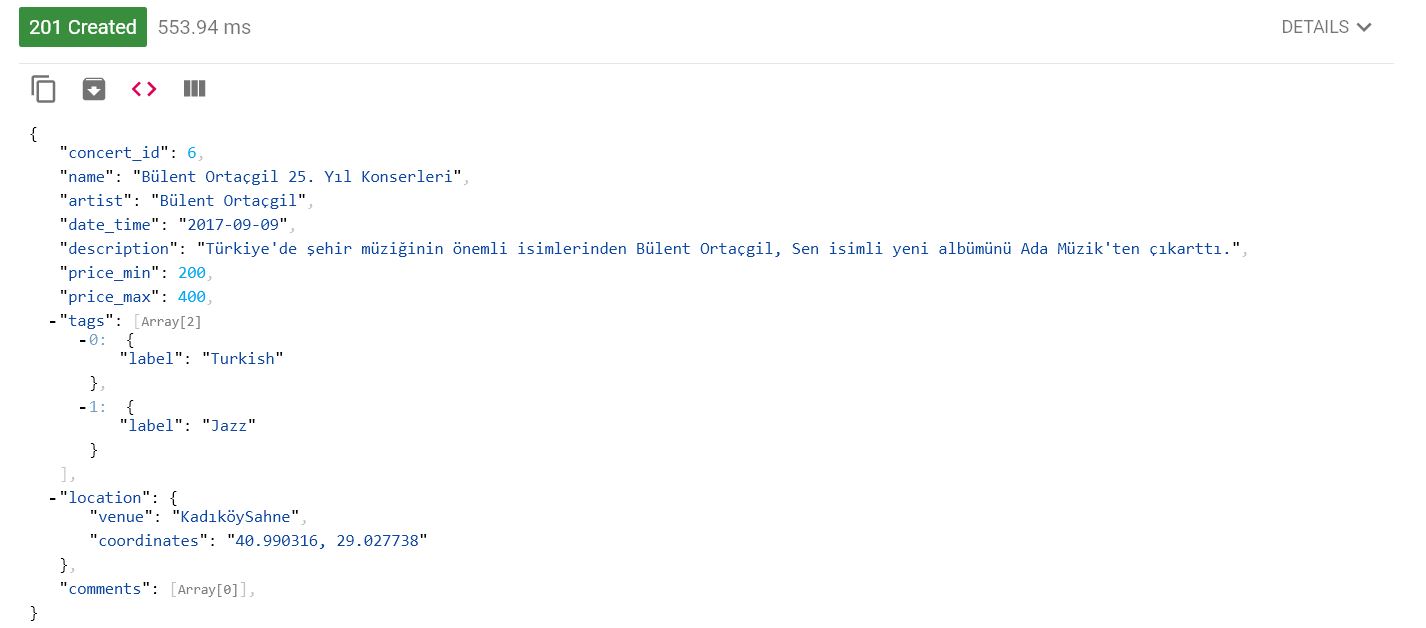 201 Created 553.94 ms DETAILS
{
"concert_id": 6,
"name": "Bülent Ortaçgil 25. Yıl Konserleri",
"artist": "Bülent Ortaçgil",
"date_time": "2017-09-09",
"description": "Türkiye'de şehir müziğinin önemli isimlerinden Bülent Ortaçgil, Sen isimli yeni albümünü Ada Müzik'ten çıkarttı.",
"price_min": 200,
"price_max": 400,
-"tags": [Array[2]
-0: {
"label": "Turkish"
},
-1: {
"label": "Jazz"
}
],
-"location": {
"venue": "KadıköySahne",
"coordinates": "40.990316, 29.027738"
},
"comments": [Array[0]],
}